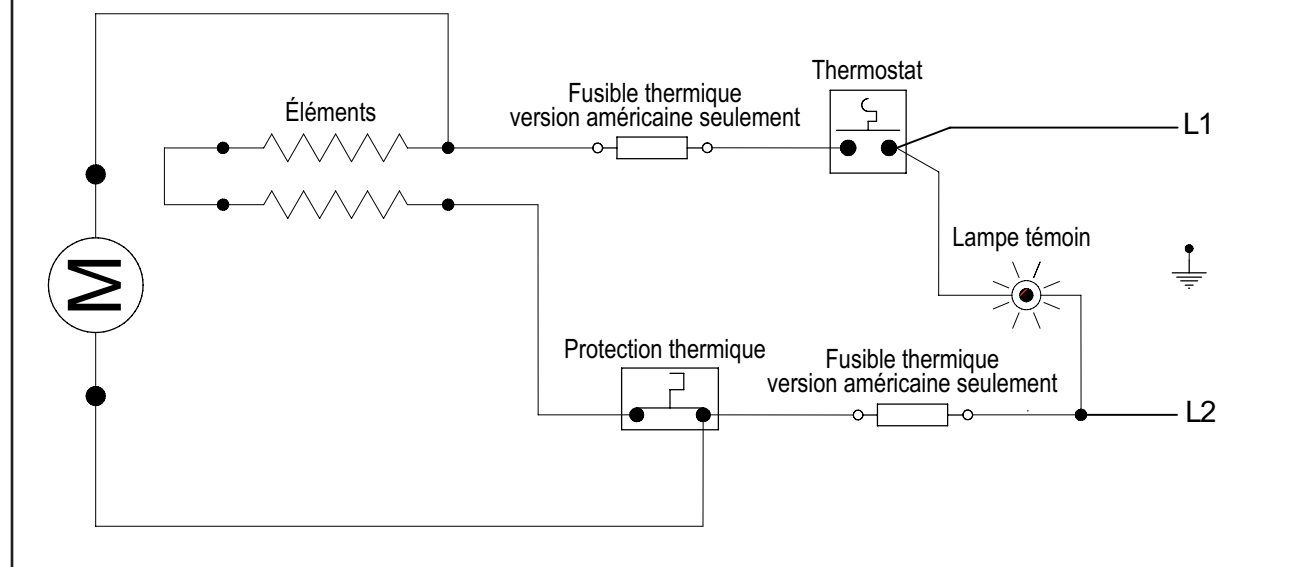 Thermostat
Fusible thermique
version américaine seulement
Éléments
L1
Lampe témoin
M
Protection thermique
Fusible thermique
version américaine seulement
L2